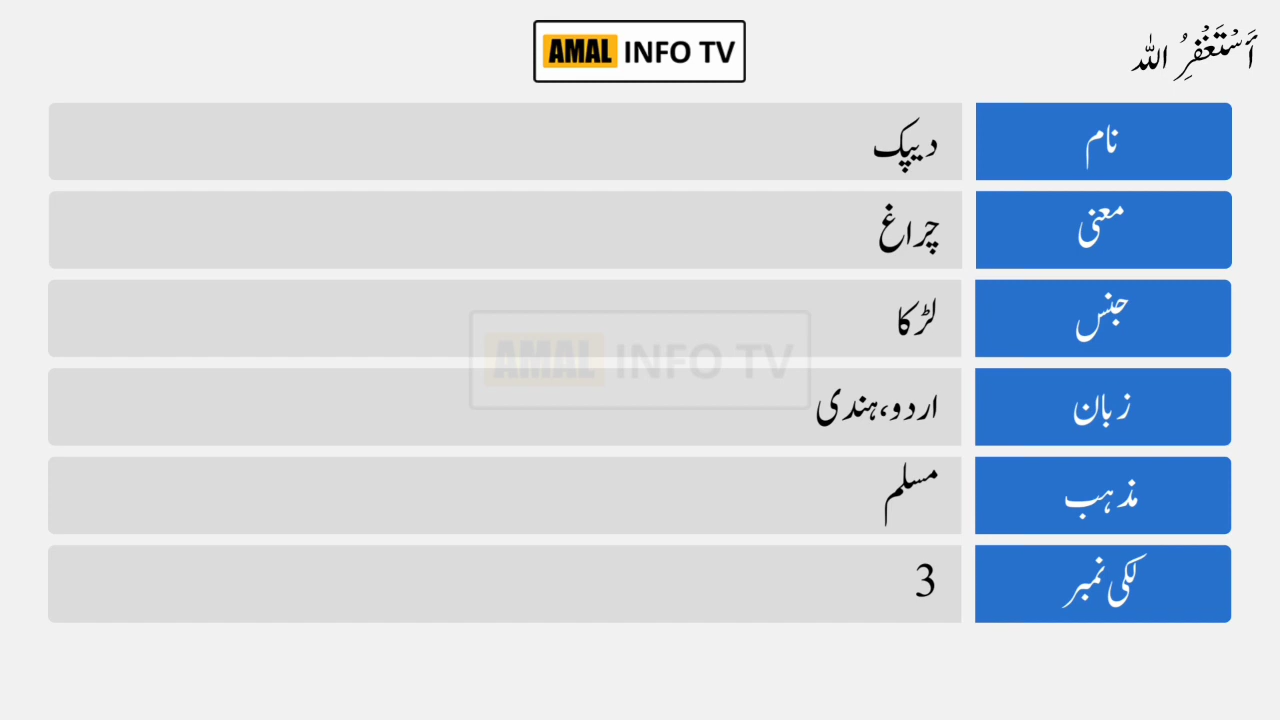 AMAL INFO TV
أَسْتَغْفِرُ اللّٰه
نام دیپک
معنی چراغ
جنس لڑکا
زبان اردو،ہندی
مذہب مسلم
لکی نمبر 3
AMAL INFO TV